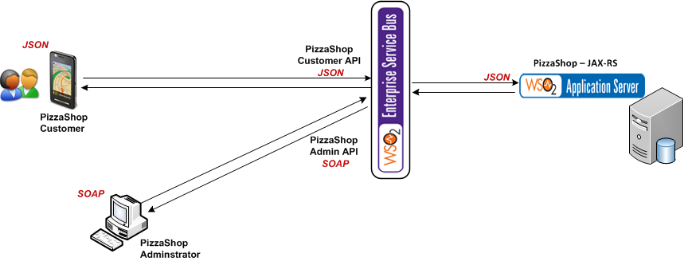 JSON
PizzaShop
Customer
PizzaShop
Customer API
JSON
PizzaShop
Admin API
SOAP
SOAP
PizzaShop
Adminstrator
Enterprise Service Bus
WSO2
JSON
PizzaShop – JAX-RS
WSO2 Application Server